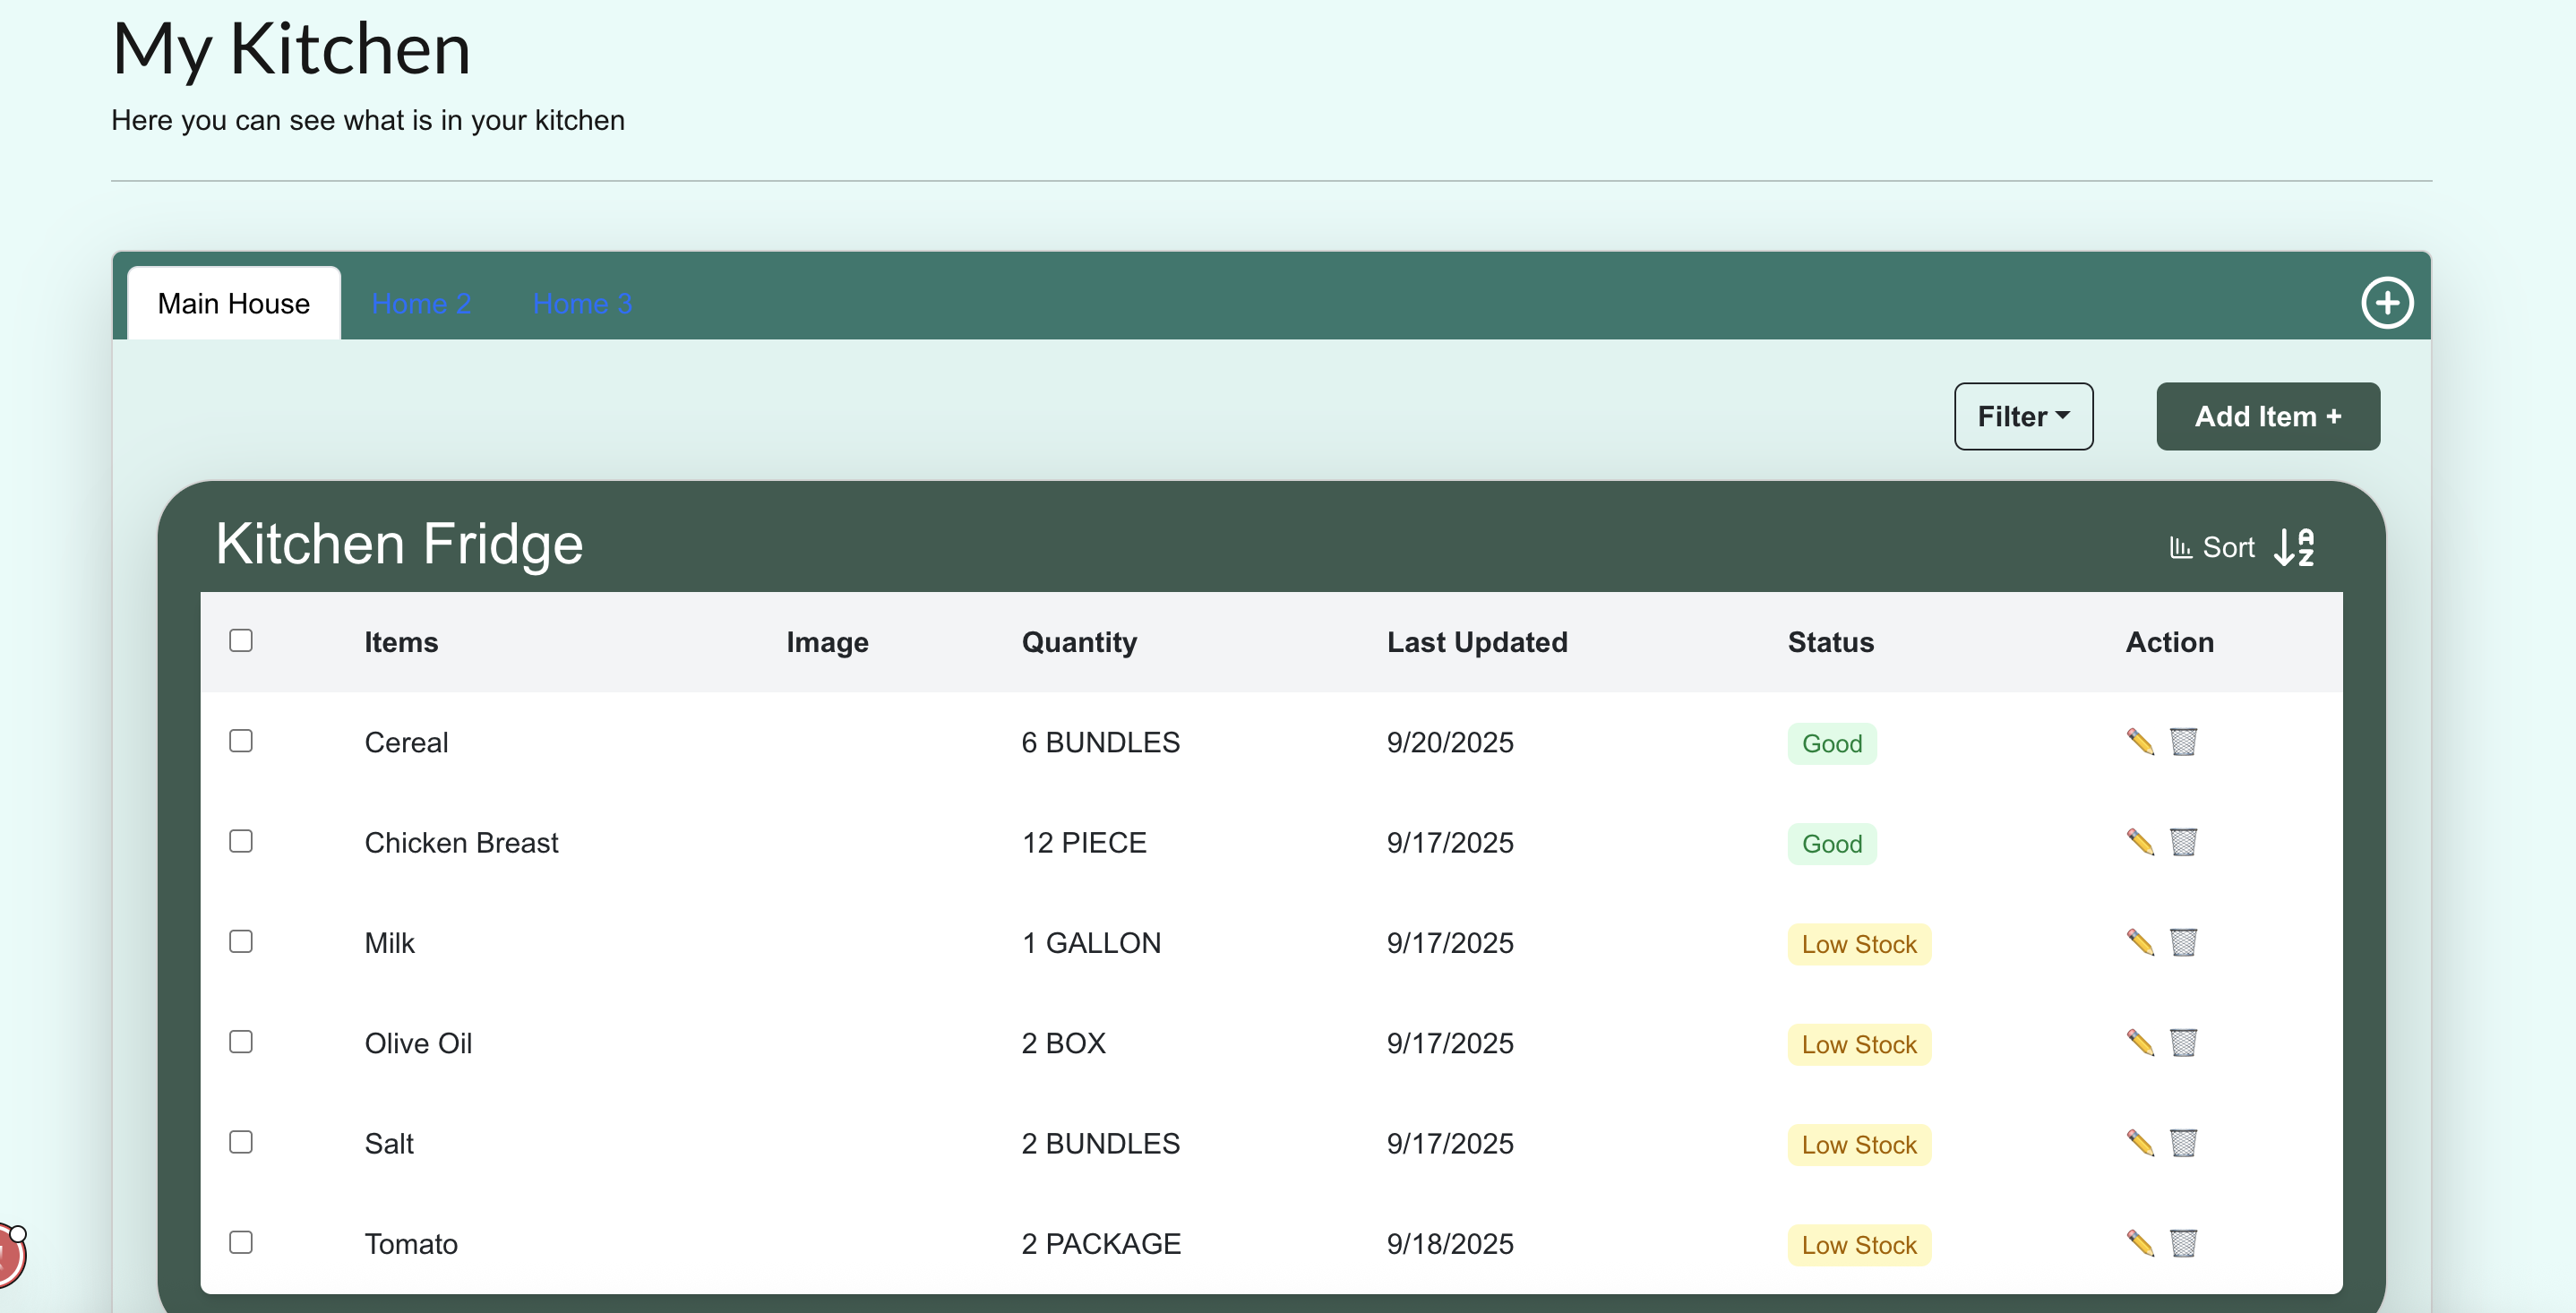 My Kitchen
Here you can see what is in your kitchen
Main House Home 2 Home 3
Filter Add Item +
Kitchen Fridge Sort
Items Image Quantity Last Updated Status Action
Cereal 6 BUNDLES 9/20/2025 Good
Chicken Breast 12 PIECE 9/17/2025 Good
Milk 1 GALLON 9/17/2025 Low Stock
Olive Oil 2 BOX 9/17/2025 Low Stock
Salt 2 BUNDLES 9/17/2025 Low Stock
Tomato 2 PACKAGE 9/18/2025 Low Stock